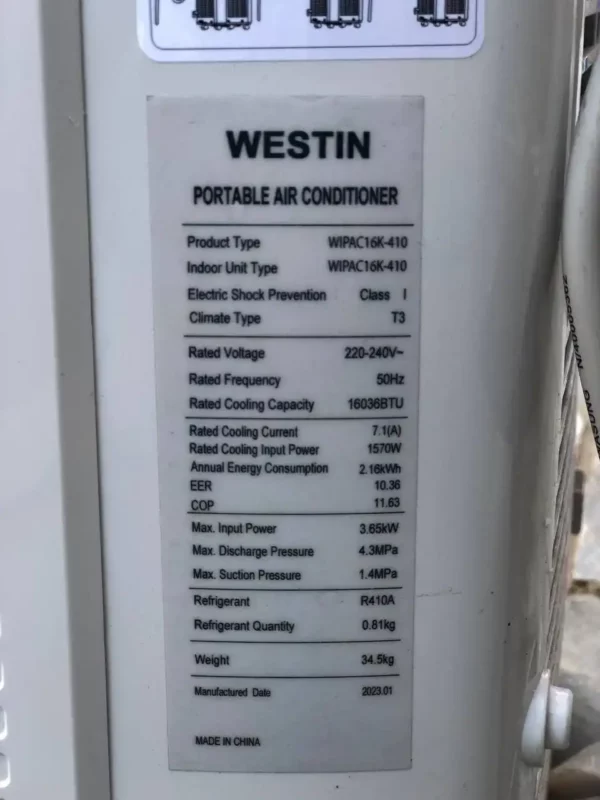 WESTIN
PORTABLE AIR CONDITIONER
Product Type WIPAC16K-410
Indoor Unit Type WIPAC16K-410
Electric Shock Prevention Class I
Climate Type T3
Rated Voltage 220-240V~
Rated Frequency 50Hz
Rated Cooling Capacity 16036BTU
Rated Cooling Current 7.1(A)
Rated Cooling Input Power 1570W
Annual Energy Consumption 2.16kWh
EER 10.36
COP 11.63
Max. Input Power 3.65kW
Max. Discharge Pressure 4.3MPa
Max. Suction Pressure 1.4MPa
Refrigerant R410A
Refrigerant Quantity 0.81kg
Weight 34.5kg
Manufactured Date 2023.01
MADE IN CHINA